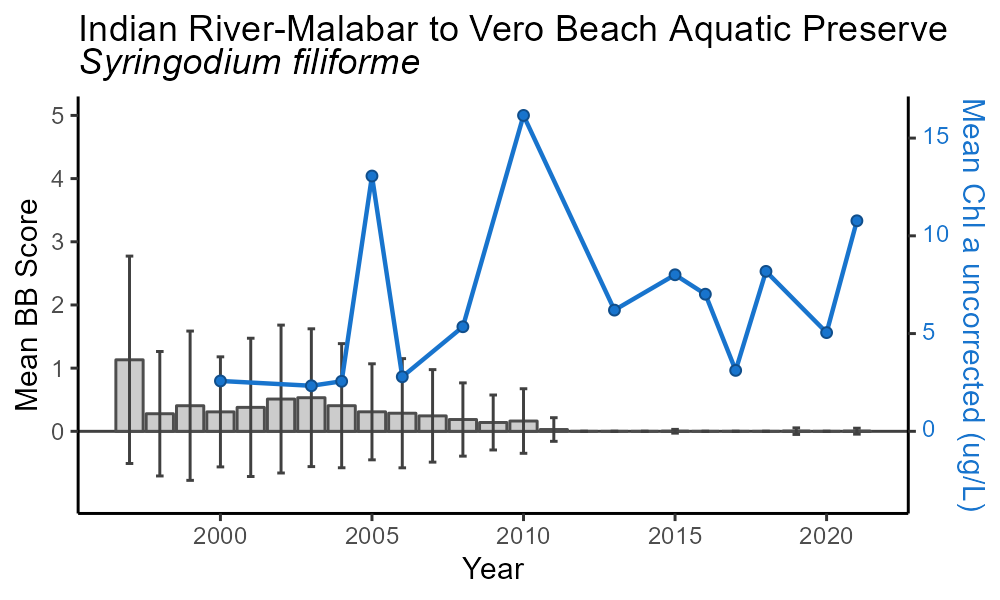 Indian River-Malabar to Vero Beach Aquatic Preserve
Syringodium filiforme
Mean BB Score
5
4
3
2
1
0
15
10
5
0
Mean Chl a uncorrected (ug/L)
2000 2005 2010 2015 2020
Year